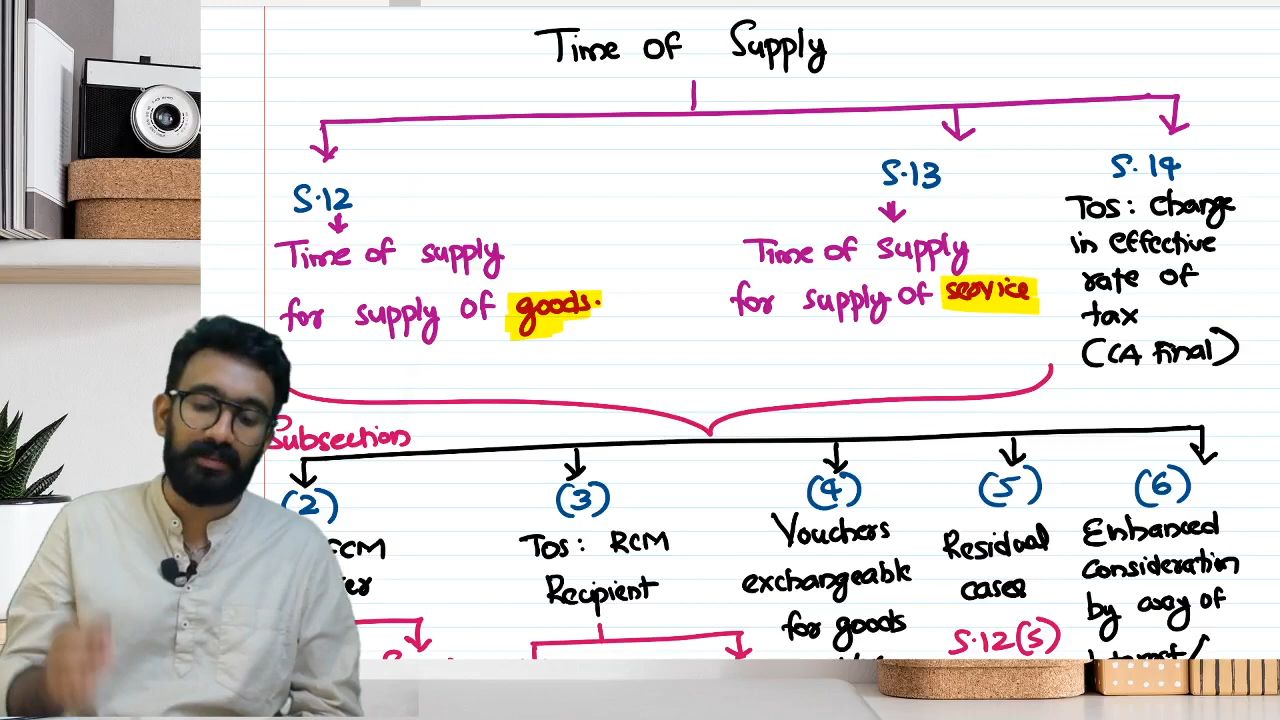 Time of Supply
S.12
Time of supply
for supply of goods.
S.13
Time of supply
for supply of service
S.14
TOS: Change
in effective
rate of
tax
(CA final)
Subsection
(2)
FCM
(3)
TOS: RCM
Recipient
(4)
Vouchers
exchangeable
for goods
(5)
Residual
cases
S.12(5)
(6)
Enhanced
consideration
by way of